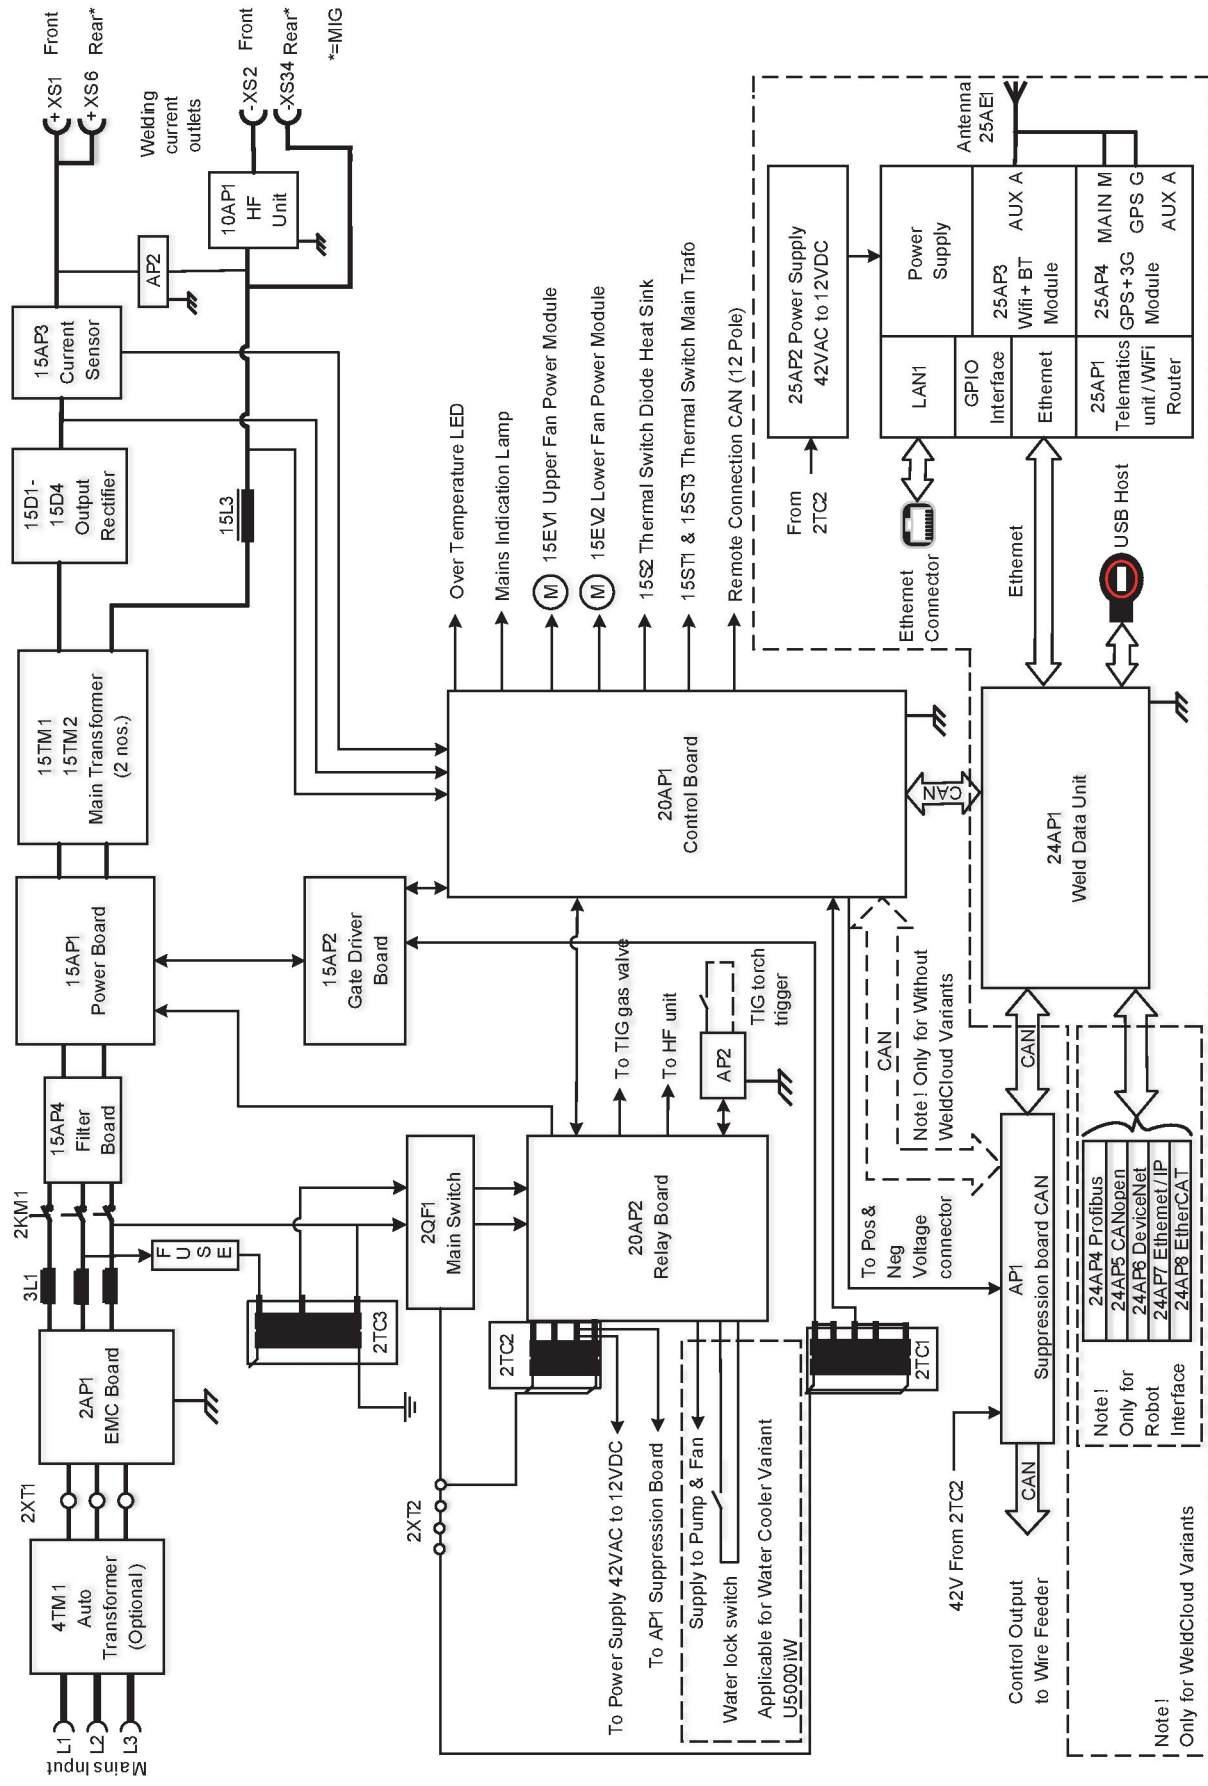 Mains Input
L1
L2
L3
4TM1
Auto
Transformer
(Optional)
2XT1
2AP1
EMC Board
3L1
2KM1
15AP4
Filter
Board
15AP1
Power Board
15TM1
15TM2
Main Transformer
(2 nos.)
15D1-
15D4
Output
Rectifier
15AP3
Current
Sensor
+ XS1 Front
+ XS6 Rear*
Welding
current
outlets
-XS2 Front
-XS34 Rear*
*=MIG
AP2
10AP1
HF
Unit
15L3
FUSE
2TC3
2QF1
Main Switch
15AP2
Gate Driver
Board
2XT2
2TC2
20AP2
Relay Board
To TIG gas valve
To HF unit
AP2
TIG torch
trigger
20AP1
Control Board
Over Temperature LED
Mains Indication Lamp
M 15EV1 Upper Fan Power Module
M 15EV2 Lower Fan Power Module
15S2 Thermal Switch Diode Heat Sink
15ST1 & 15ST3 Thermal Switch Main Trafo
Remote Connection CAN (12 Pole)
To Power Supply 42VAC to 12VDC
To AP1 Suppression Board
Supply to Pump & Fan
Water lock switch
Applicable for Water Cooler Variant
U5000iW
2TC1
To Pos &
Neg
Voltage
connector
CAN
Note! Only for Without
WeldCloud Variants
CAN
From
2TC2
25AP2 Power Supply
42VAC to 12VDC
Antenna
25AE1
Power
Supply
LAN1
GPIO
Interface
Ethernet
25AP3
Wifi + BT
Module
AUX A
25AP1
Telematics
unit / WiFi
Router
25AP4
GPS+3G
Module
MAIN M
GPS G
AUX A
Ethernet
Connector
Ethernet
USB Host
24AP1
Weld Data Unit
CAN
42V From 2TC2
AP1
Suppression board CAN
CAN
Control Output
to Wire Feeder
Note!
Only for
Robot
Interface
24AP4 Profibus
24AP5 CANopen
24AP6 DeviceNet
24AP7 Ethernet / IP
24AP8 EtherCAT
Note!
Only for WeldCloud Variants